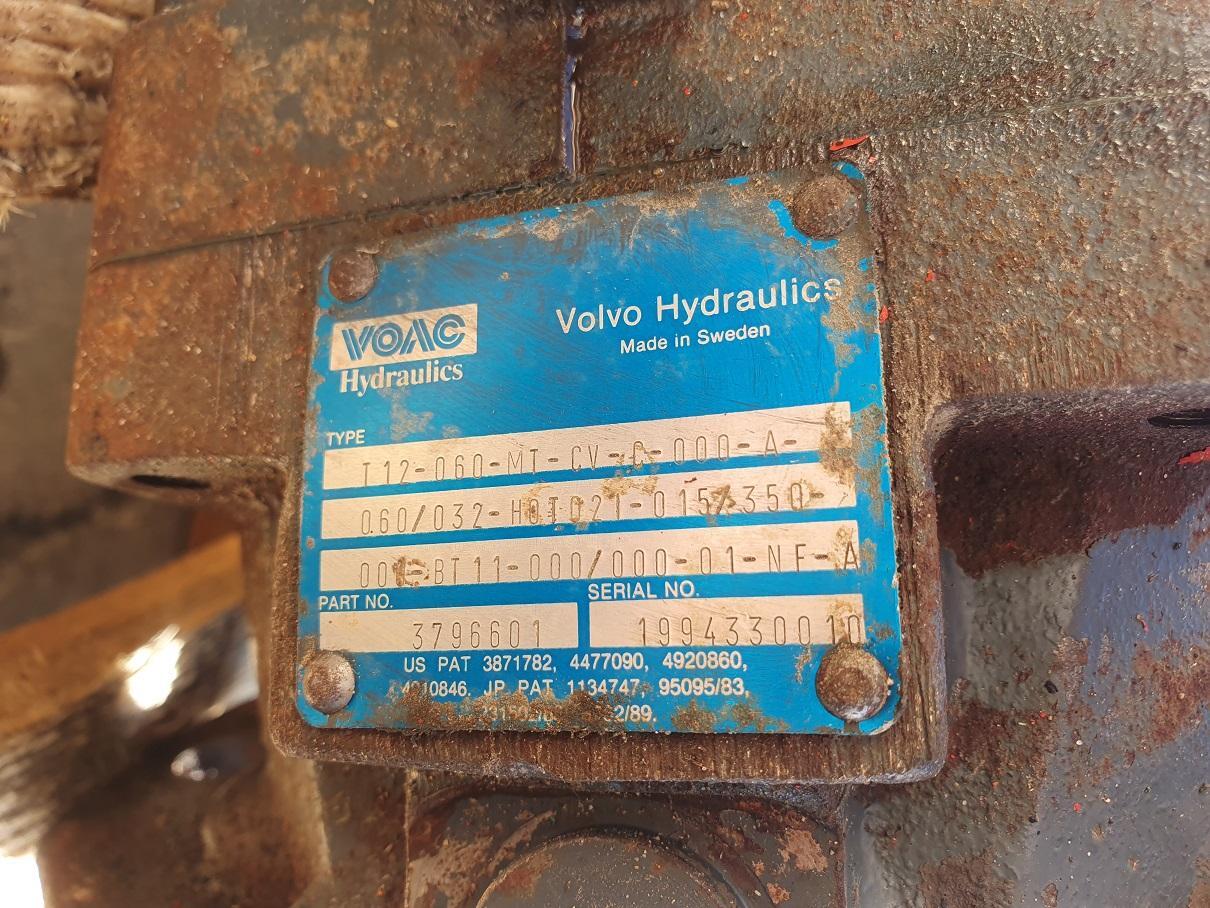 VOAC
Hydraulics
Volvo Hydraulics
Made in Sweden
TYPE
T12-060-MT-CV-C-000-A-
060/032-HOT021-015/350-
001-BT11-000/000-01-NF-A
PART NO.
SERIAL NO.
3796601
1994330010
US PAT 3871782, 4477090, 4920860,
JP PAT 1134747, 95095/83,